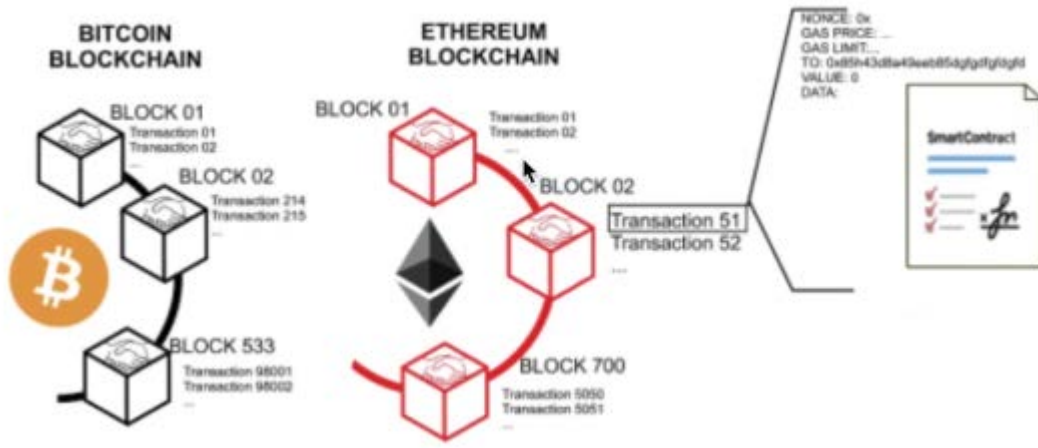 BITCOIN
BLOCKCHAIN
BLOCK 01
Transaction 01
Transaction 02
...
BLOCK 02
Transaction 214
Transaction 215
...
BLOCK 533
Transaction 98001
Transaction 98002
...
ETHEREUM
BLOCKCHAIN
BLOCK 01
Transaction 01
Transaction 02
...
BLOCK 02
Transaction 51
Transaction 52
...
BLOCK 700
Transaction 5050
Transaction 5051
...
NONCE: 0x
GAS PRICE: ...
GAS LIMIT:...
TO:
VALUE: 0
DATA:
SmartContract